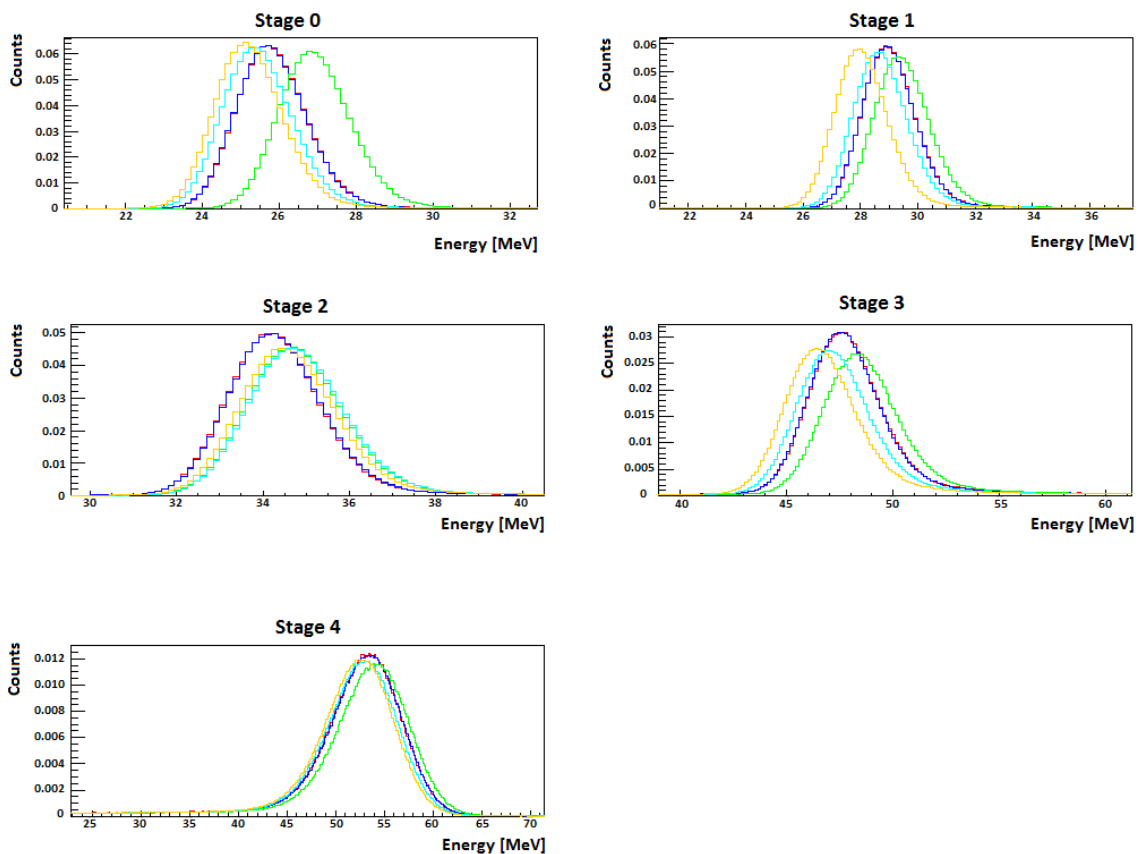 Stage 0
Counts
0.06
0.05
0.04
0.03
0.02
0.01
0
22 24 26 28 30 32
Energy [MeV]
Stage 1
Counts
0.06
0.05
0.04
0.03
0.02
0.01
0
22 24 26 28 30 32 34 36
Energy [MeV]
Stage 2
Counts
0.05
0.04
0.03
0.02
0.01
0
30 32 34 36 38 40
Energy [MeV]
Stage 3
Counts
0.03
0.025
0.02
0.015
0.01
0.005
0
40 45 50 55 60
Energy [MeV]
Stage 4
Counts
0.012
0.01
0.008
0.006
0.004
0.002
0
25 30 35 40 45 50 55 60 65 70
Energy [MeV]